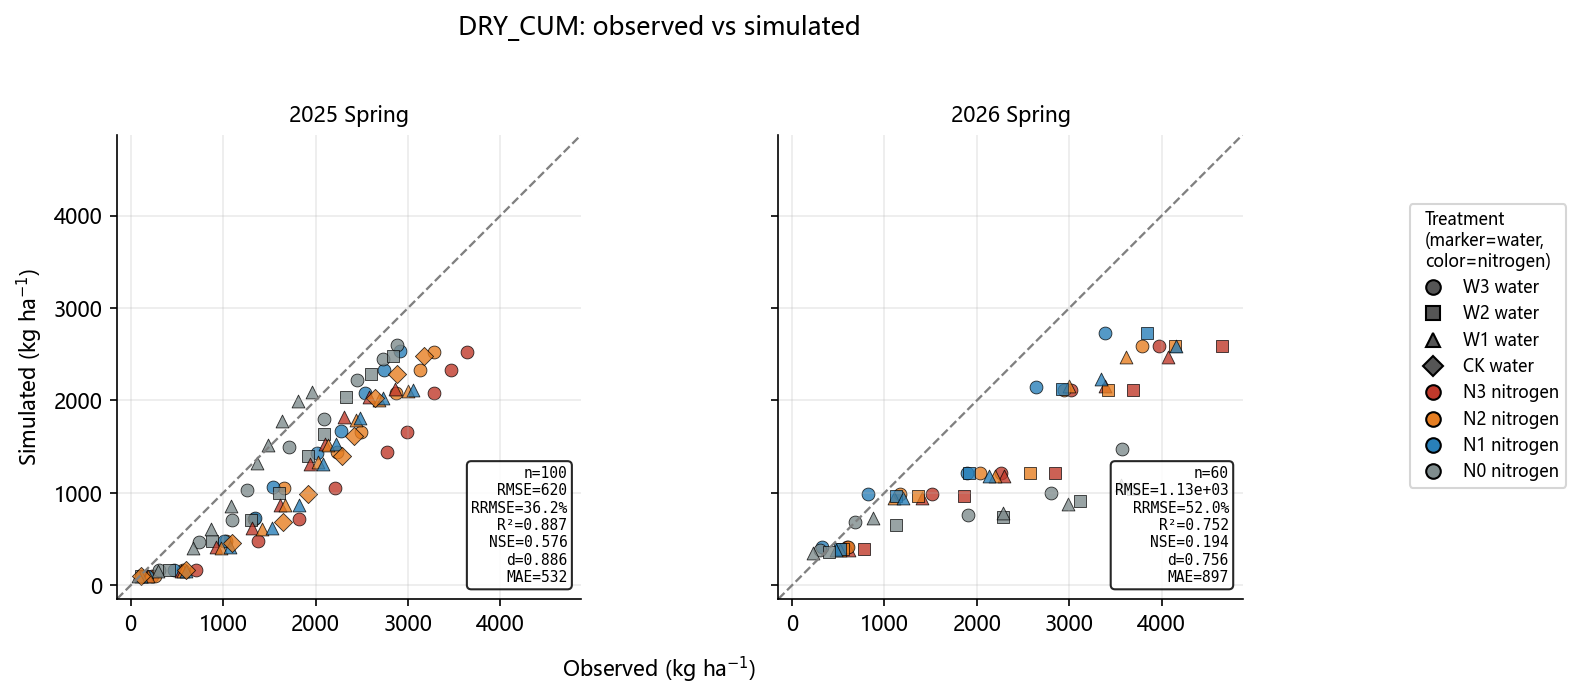 DRY_CUM: observed vs simulated
2025 Spring
2026 Spring
Simulated (kg ha⁻¹)
4000
3000
2000
1000
0
n=100
RMSE=620
RRMSE=36.2%
R²=0.887
NSE=0.576
d=0.886
MAE=532
0 1000 2000 3000 4000
n=60
RMSE=1.13e+03
RRMSE=52.0%
R²=0.752
NSE=0.194
d=0.756
MAE=897
0 1000 2000 3000 4000
Observed (kg ha⁻¹)
Treatment
(marker=water,
color=nitrogen)
W3 water
W2 water
W1 water
CK water
N3 nitrogen
N2 nitrogen
N1 nitrogen
N0 nitrogen